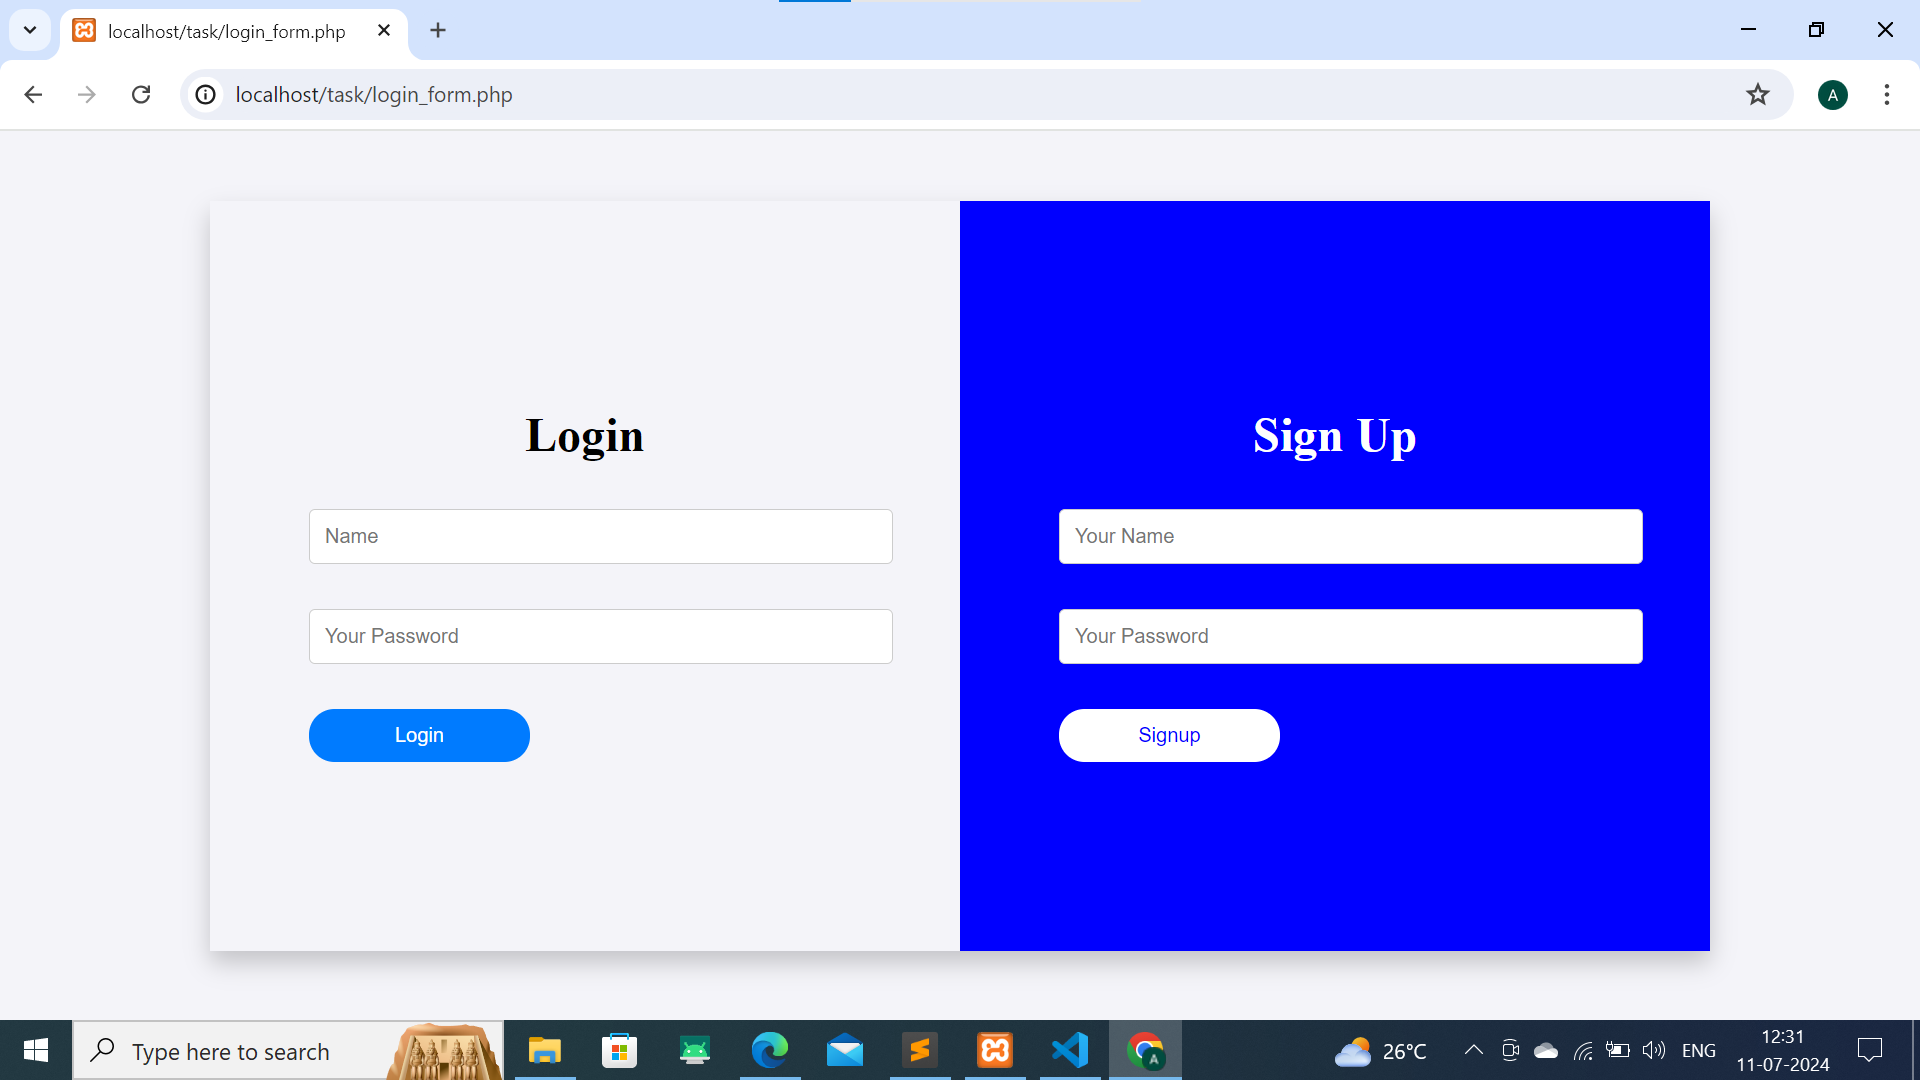 localhost/task/login_form.php
localhost/task/login_form.php
A
Login
Name
Your Password
Login
Sign Up
Your Name
Your Password
Signup
Type here to search
A
26°C
ENG
12:31
11-07-2024